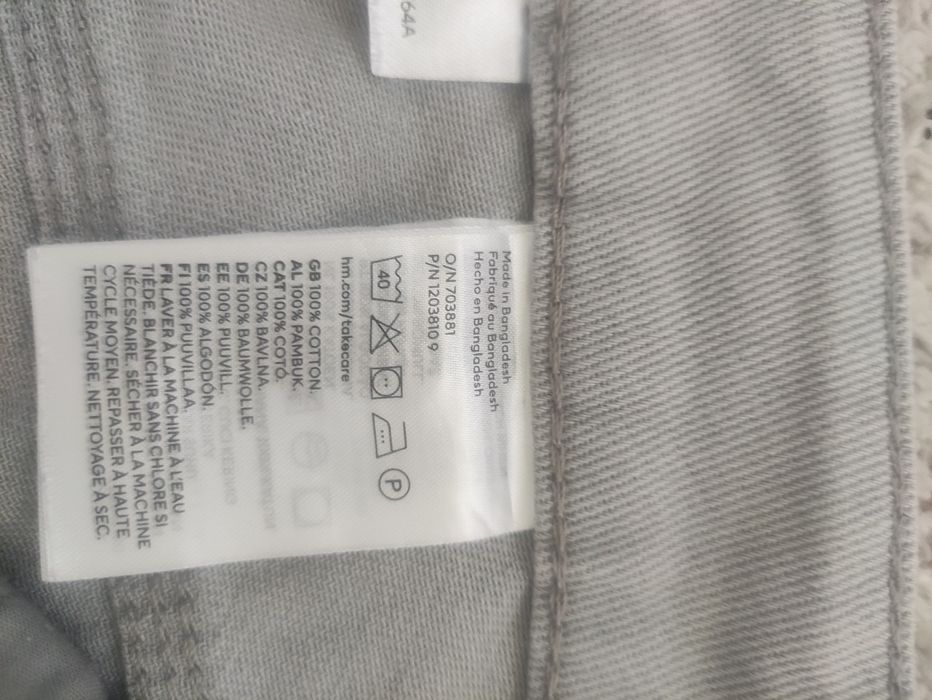 64A
Made in Bangladesh
Fabriqué au Bangladesh
Hecho en Bangladesh
O/N 703881
P/N 1203810 9
40
P
hm.com/takecare
GB 100% COTTON.
AL 100% PAMBUK.
CAT 100% COTÓ.
CZ 100% BAVLNA.
DE 100% BAUMWOLLE.
EE 100% PUUVILL.
ES 100% ALGODÓN.
FI 100% PUUVILLAA.
FR LAVER À LA MACHINE À L'EAU
TIÈDE. BLANCHIR SANS CHLORE SI
NÉCESSAIRE. SÉCHER À LA MACHINE
CYCLE MOYEN. REPASSER À HAUTE
TEMPÉRATURE. NETTOYAGE À SEC.